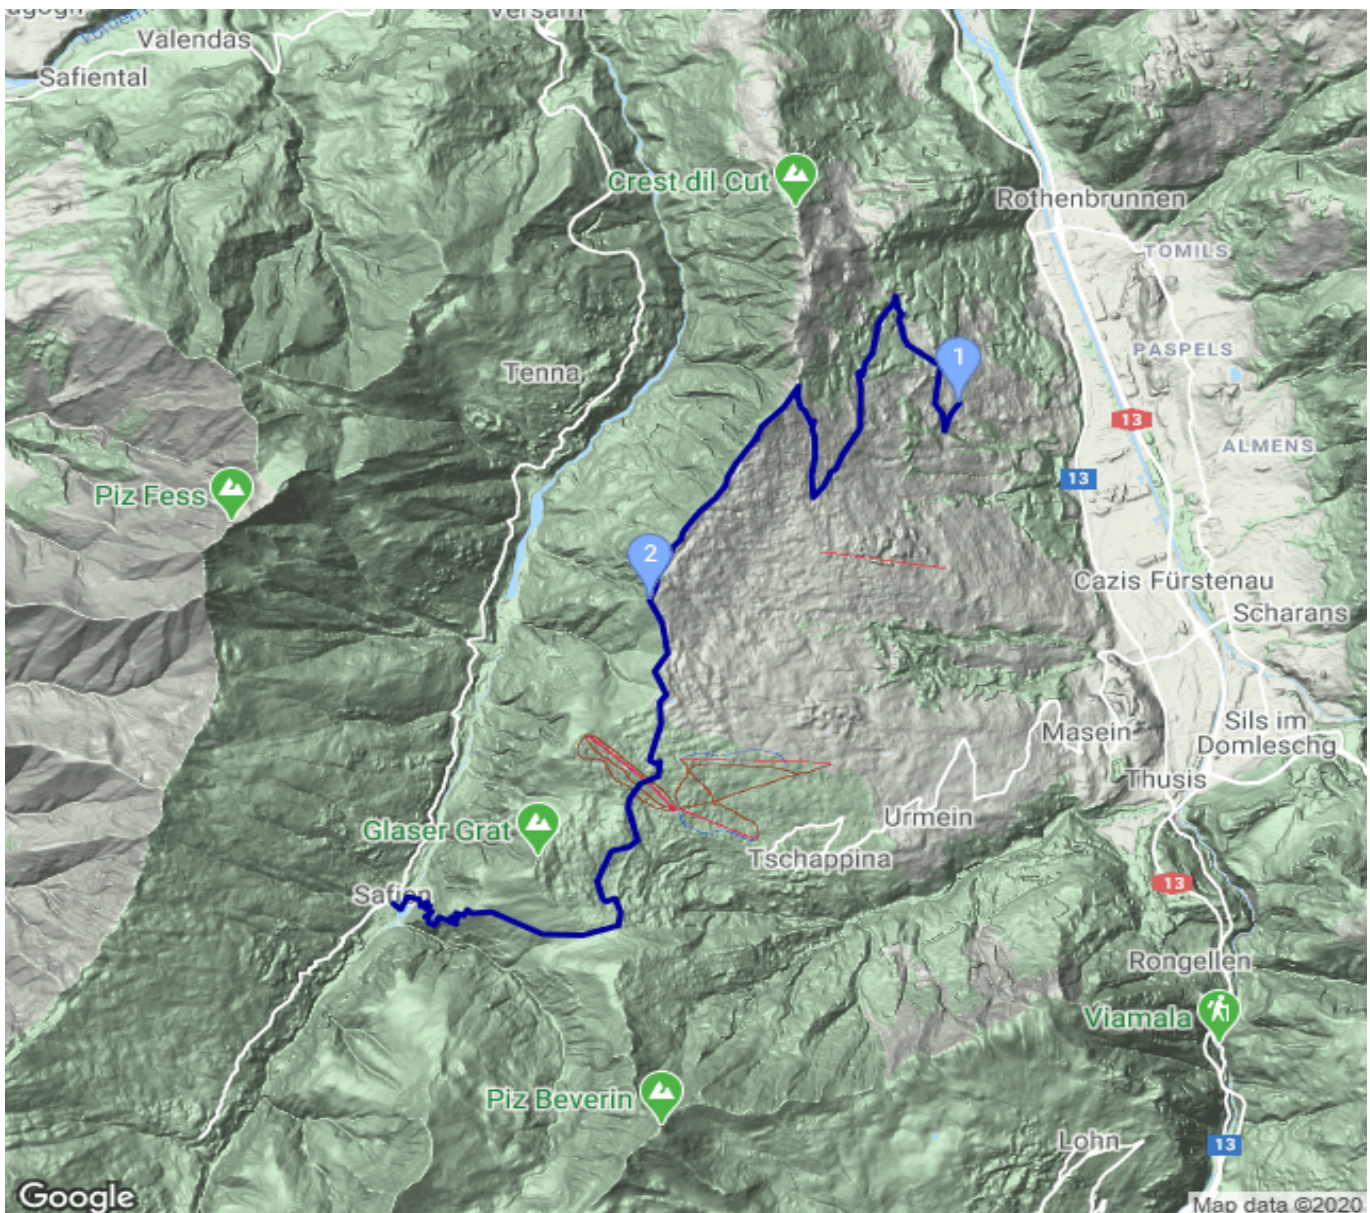 Versam
Valendas
Safiental
Crest dil Cut
Rothenbrunnen
TOMILS
1
PASPELS
Tenna
13
ALMENS
13
Piz Fess
2
Cazis Fürstenau
Scharans
Masein
Sils im
Domleschg
Thusis
Urmein
Glaser Grat
Tschappina
13
Safien
Rongellen
Viamala
Piz Beverin
Lohn
13
Google
Map data ©2020